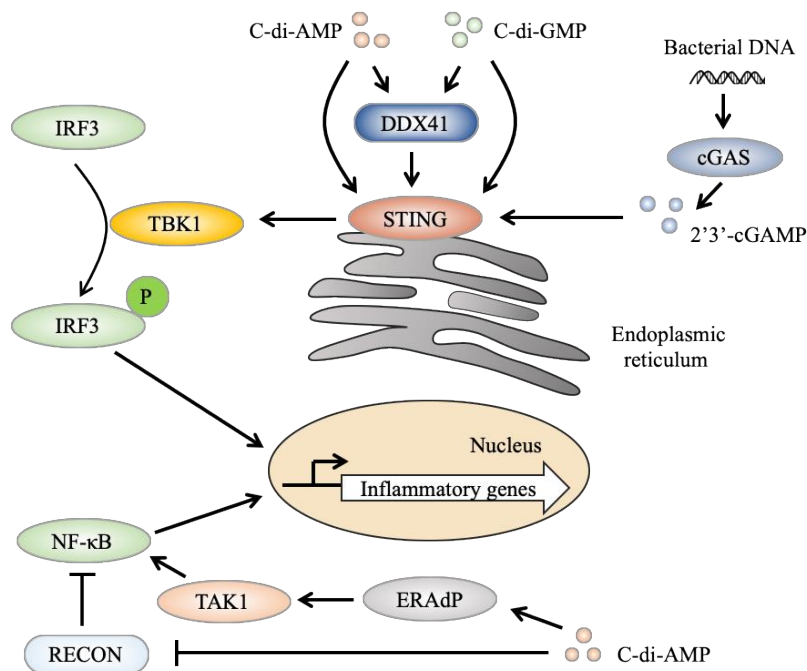 C-di-AMP
C-di-GMP
Bacterial DNA
IRF3
DDX41
cGAS
TBK1
STING
2’3’-cGAMP
P
IRF3
Endoplasmic
reticulum
Nucleus
Inflammatory genes
NF-κB
TAK1
ERAdP
RECON
C-di-AMP